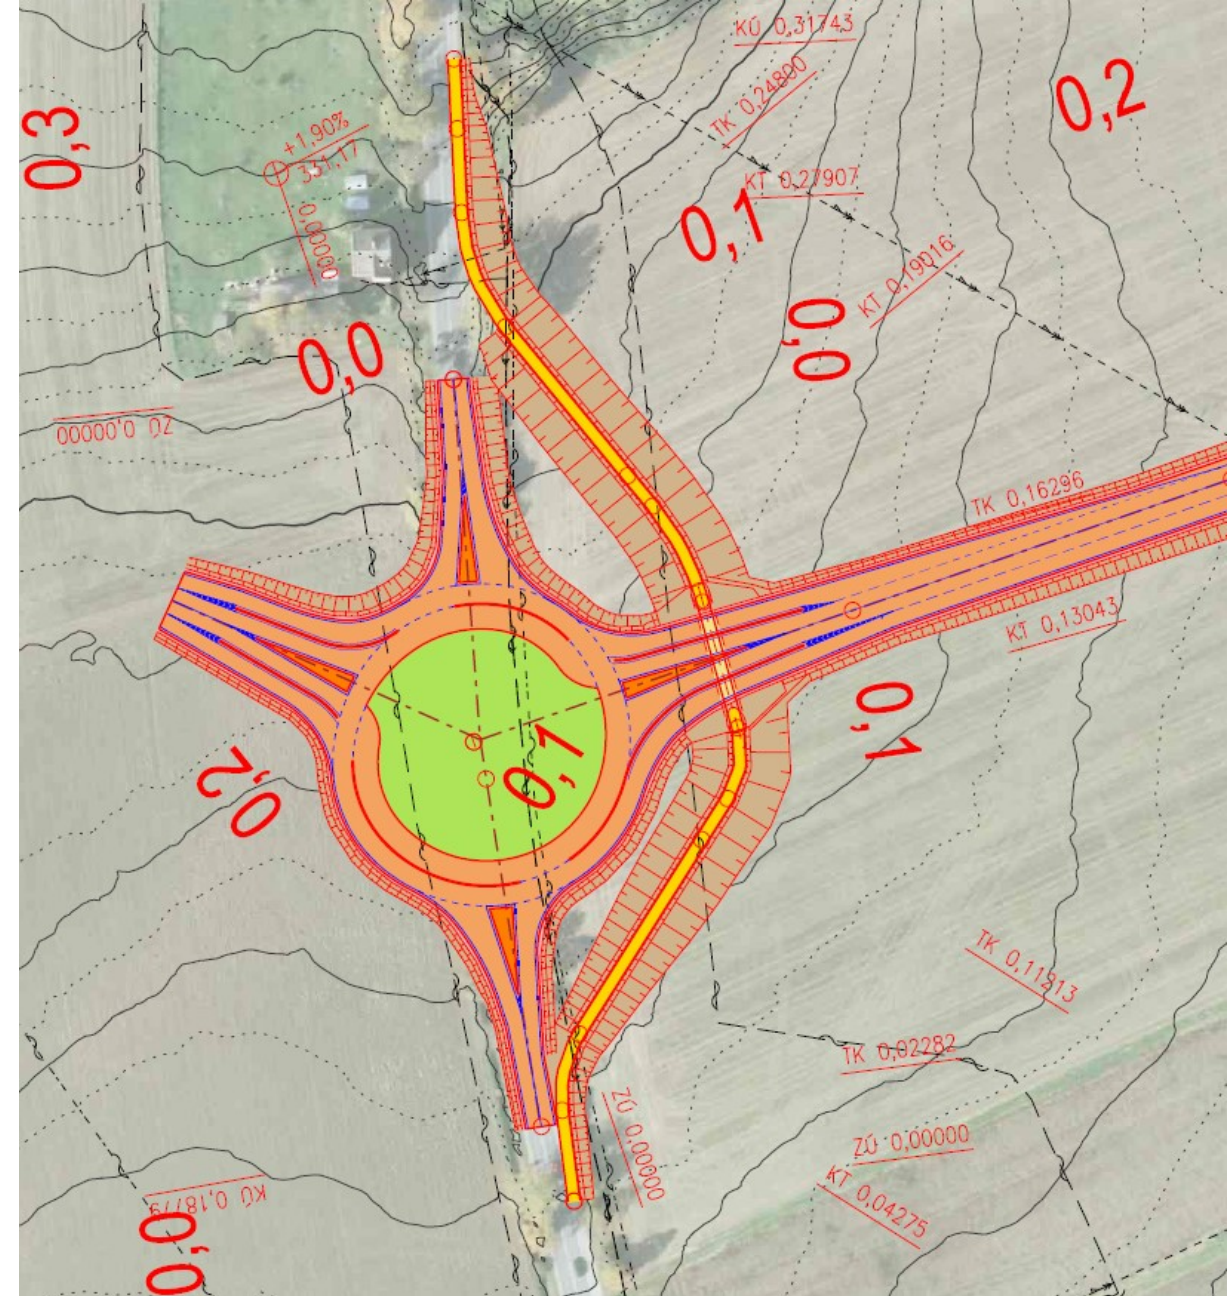 KÚ 0,31743
TK 0,24800
0,2
0,3
+1,90%
331,17
0,00000
KT 0,27907
0,1
KT 0,19016
0,0
0,0
ZÚ 0,00000
TK 0,16296
KT 0,13043
0,1
0,1
0,2
TK 0,11213
TK 0,02282
ZÚ 0,00000
ZÚ 0,00000
KT 0,04275
KÚ 0,18779
0,0